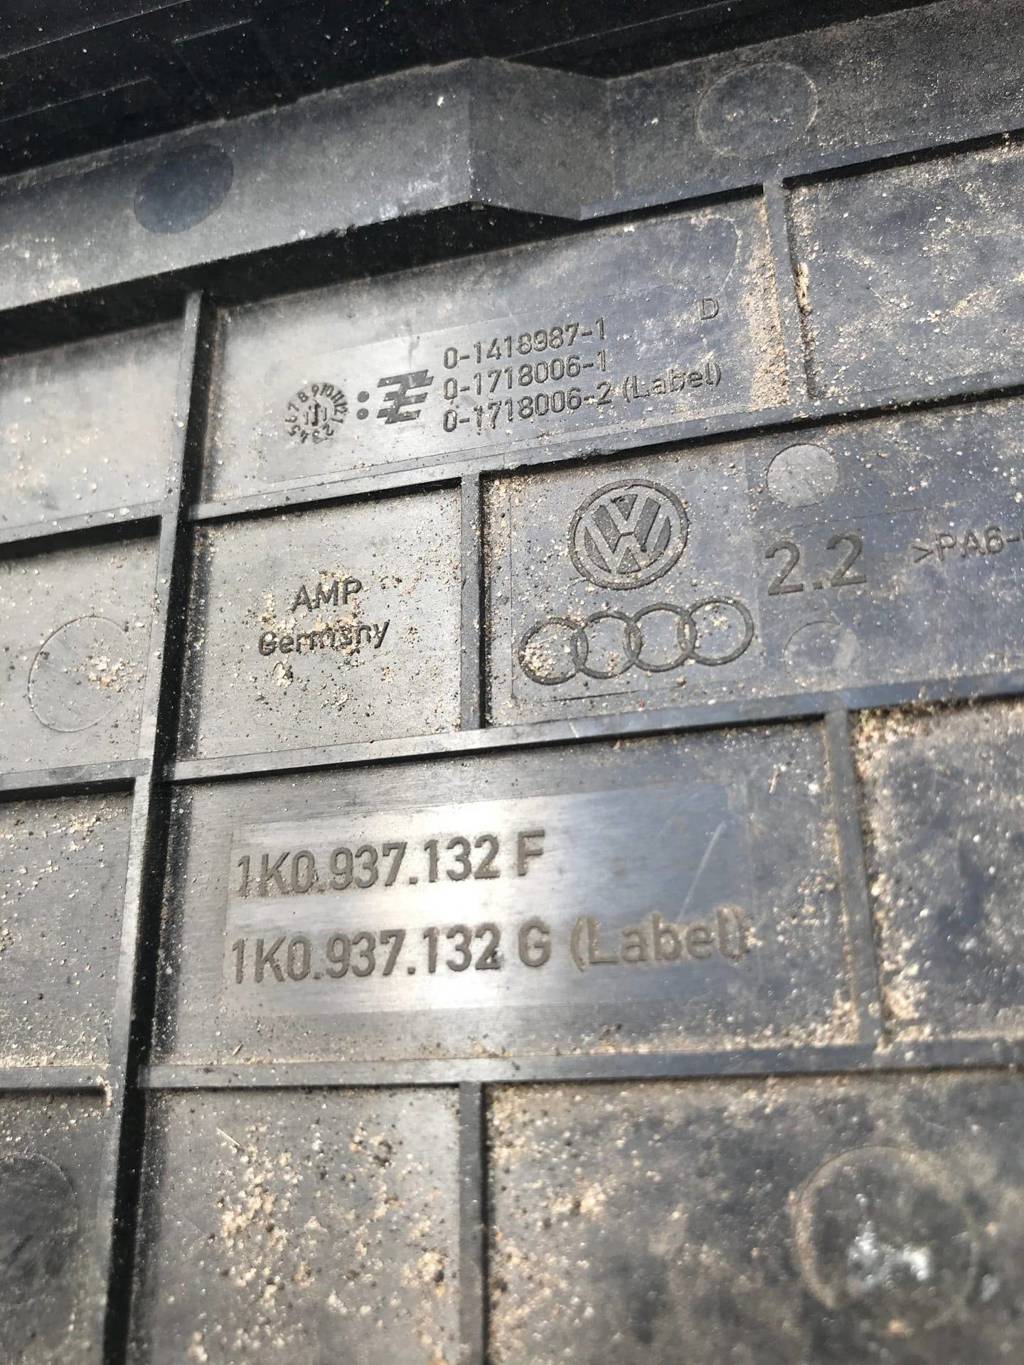 0-1418987-1
D
0-1718006-1
0-1718006-2 (Label)
AMP
Germany
2.2
>PA6-
1K0.937.132 F
1K0.937.132 G (Label)